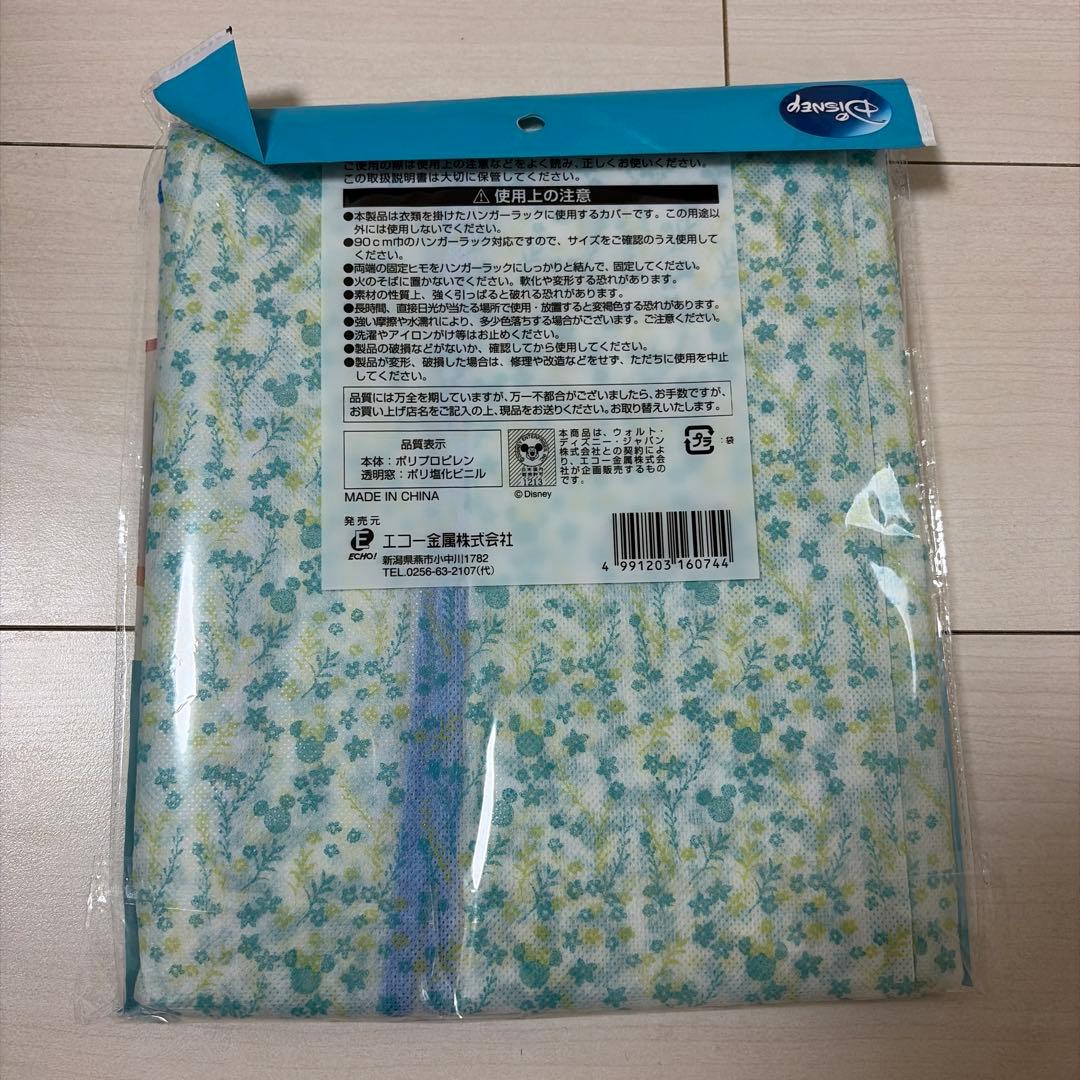 Disney
ご使用の際は使用上の注意などをよく読み、正しくお使いください。
この取扱説明書は大切に保管してください。
⚠使用上の注意
●本製品は衣類を掛けたハンガーラックに使用するカバーです。この用途以
外には使用しないでください。
●90cm巾のハンガーラック対応ですので、サイズをご確認のうえ使用して
ください。
●両端の固定ヒモをハンガーラックにしっかりと結んで、固定してください。
●火のそばに置かないでください。軟化や変形する恐れがあります。
●素材の性質上、強く引っぱると破れる恐れがあります。
●長時間、直接日光が当たる場所で使用・放置すると変褪色する恐れがあります。
●強い摩擦や水濡れにより、多少色落ちする場合がございます。ご注意ください。
●洗濯やアイロンがけ等はお止めください。
●製品の破損などがないか、確認してから使用してください。
●製品が変形、破損した場合は、修理や改造などをせず、ただちに使用を中止
してください。
品質には万全を期していますが、万一不都合がございましたら、お手数ですが、
お買い上げ店名をご記入の上、現品をお送りください。お取り替えいたします。
品質表示
本体:ポリプロピレン
透明窓:ポリ塩化ビニル
MADE IN CHINA
1213
©Disney
本商品は、ウォルト・
ディズニー・ジャパン
株式会社との契約によ
り、エコー金属株式会
社が企画販売するもの
です。
プラ :袋
発売元
ECHO!
エコー金属株式会社
新潟県燕市小中川1782
TEL.0256-63-2107(代)
4 991203 160744